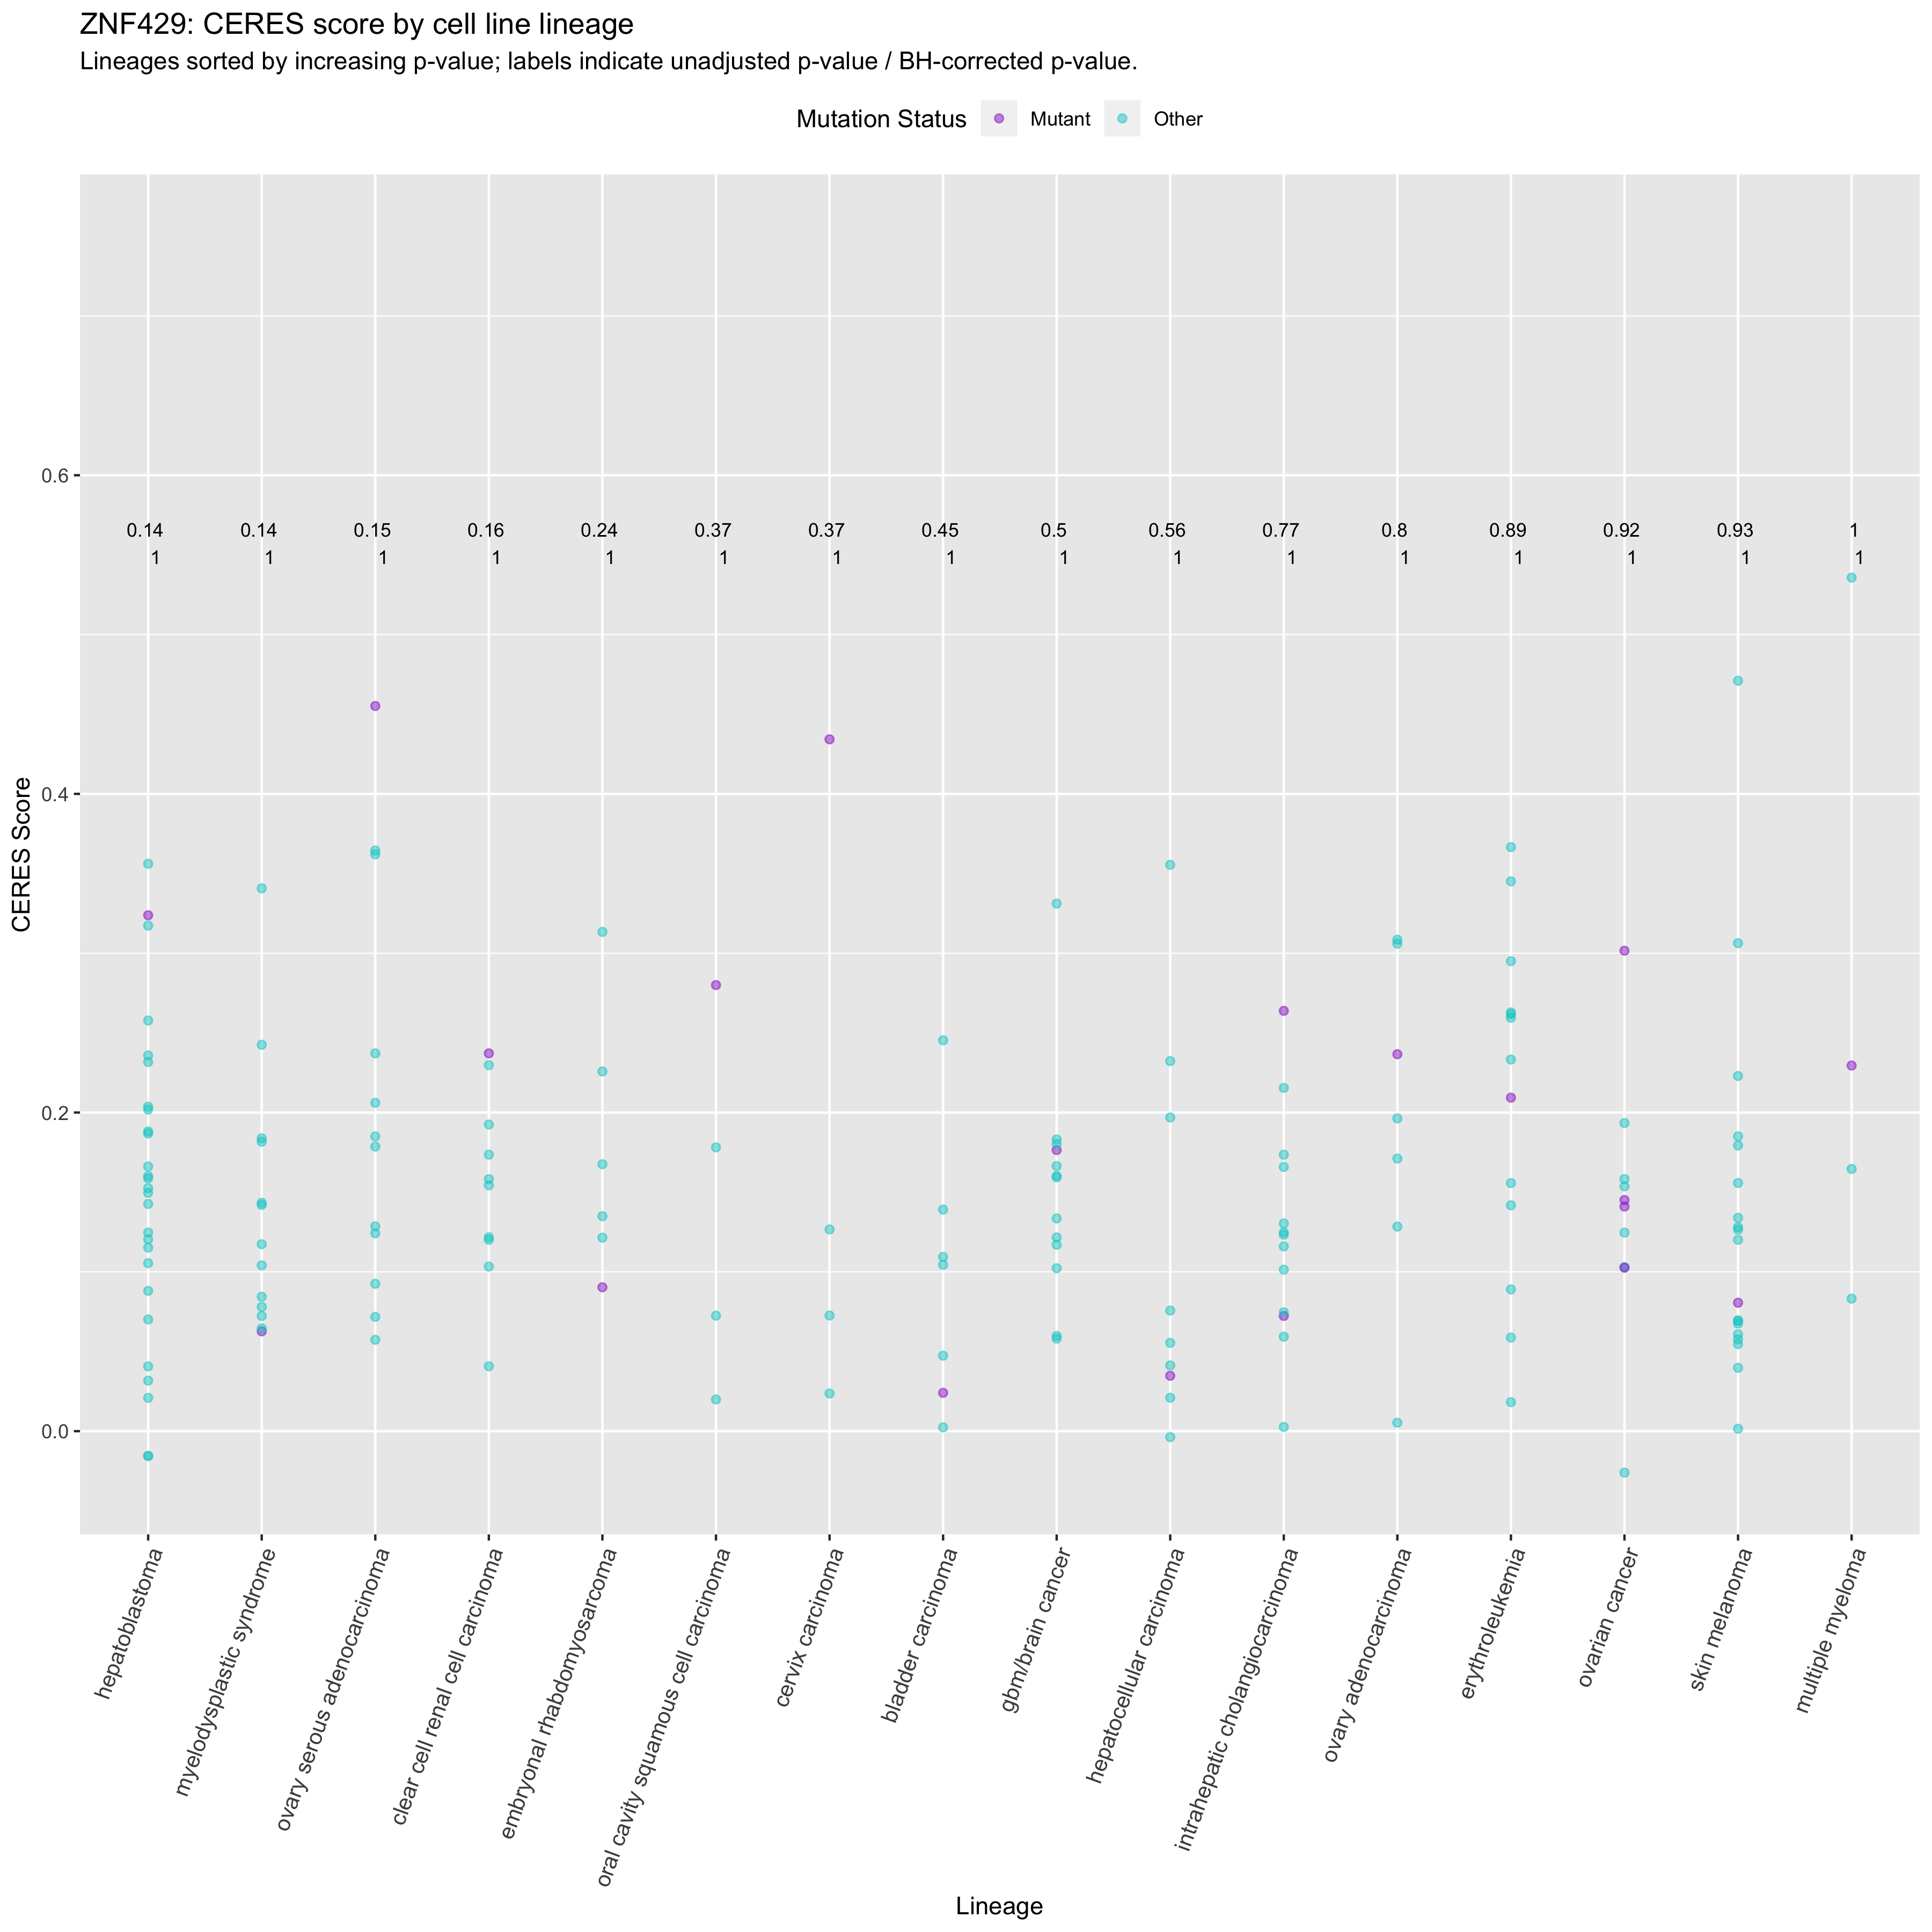 ZNF429: CERES score by cell line lineage
Lineages sorted by increasing p-value; labels indicate unadjusted p-value / BH-corrected p-value.
Mutation Status Mutant Other
0.6
0.14 0.14 0.15 0.16 0.24 0.37 0.37 0.45 0.5 0.56 0.77 0.8 0.89 0.92 0.93 1
1 1 1 1 1 1 1 1 1 1 1 1 1 1 1 1
0.4
CERES Score
0.2
0.0
hepatoblastoma
myelodysplastic syndrome
ovary serous adenocarcinoma
clear cell renal cell carcinoma
embryonal rhabdomyosarcoma
oral cavity squamous cell carcinoma
cervix carcinoma
bladder carcinoma
gbm/brain cancer
hepatocellular carcinoma
intrahepatic cholangiocarcinoma
ovary adenocarcinoma
erythroleukemia
ovarian cancer
skin melanoma
multiple myeloma
Lineage